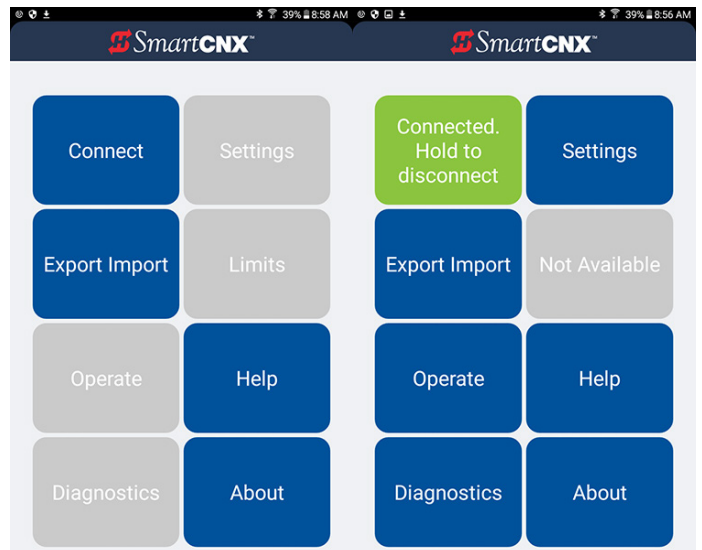 39% 8:58 AM
SmartCNX™
Connect
Settings
Export Import
Limits
Operate
Help
Diagnostics
About
39% 8:56 AM
SmartCNX™
Connected.
Hold to
disconnect
Settings
Export Import
Not Available
Operate
Help
Diagnostics
About